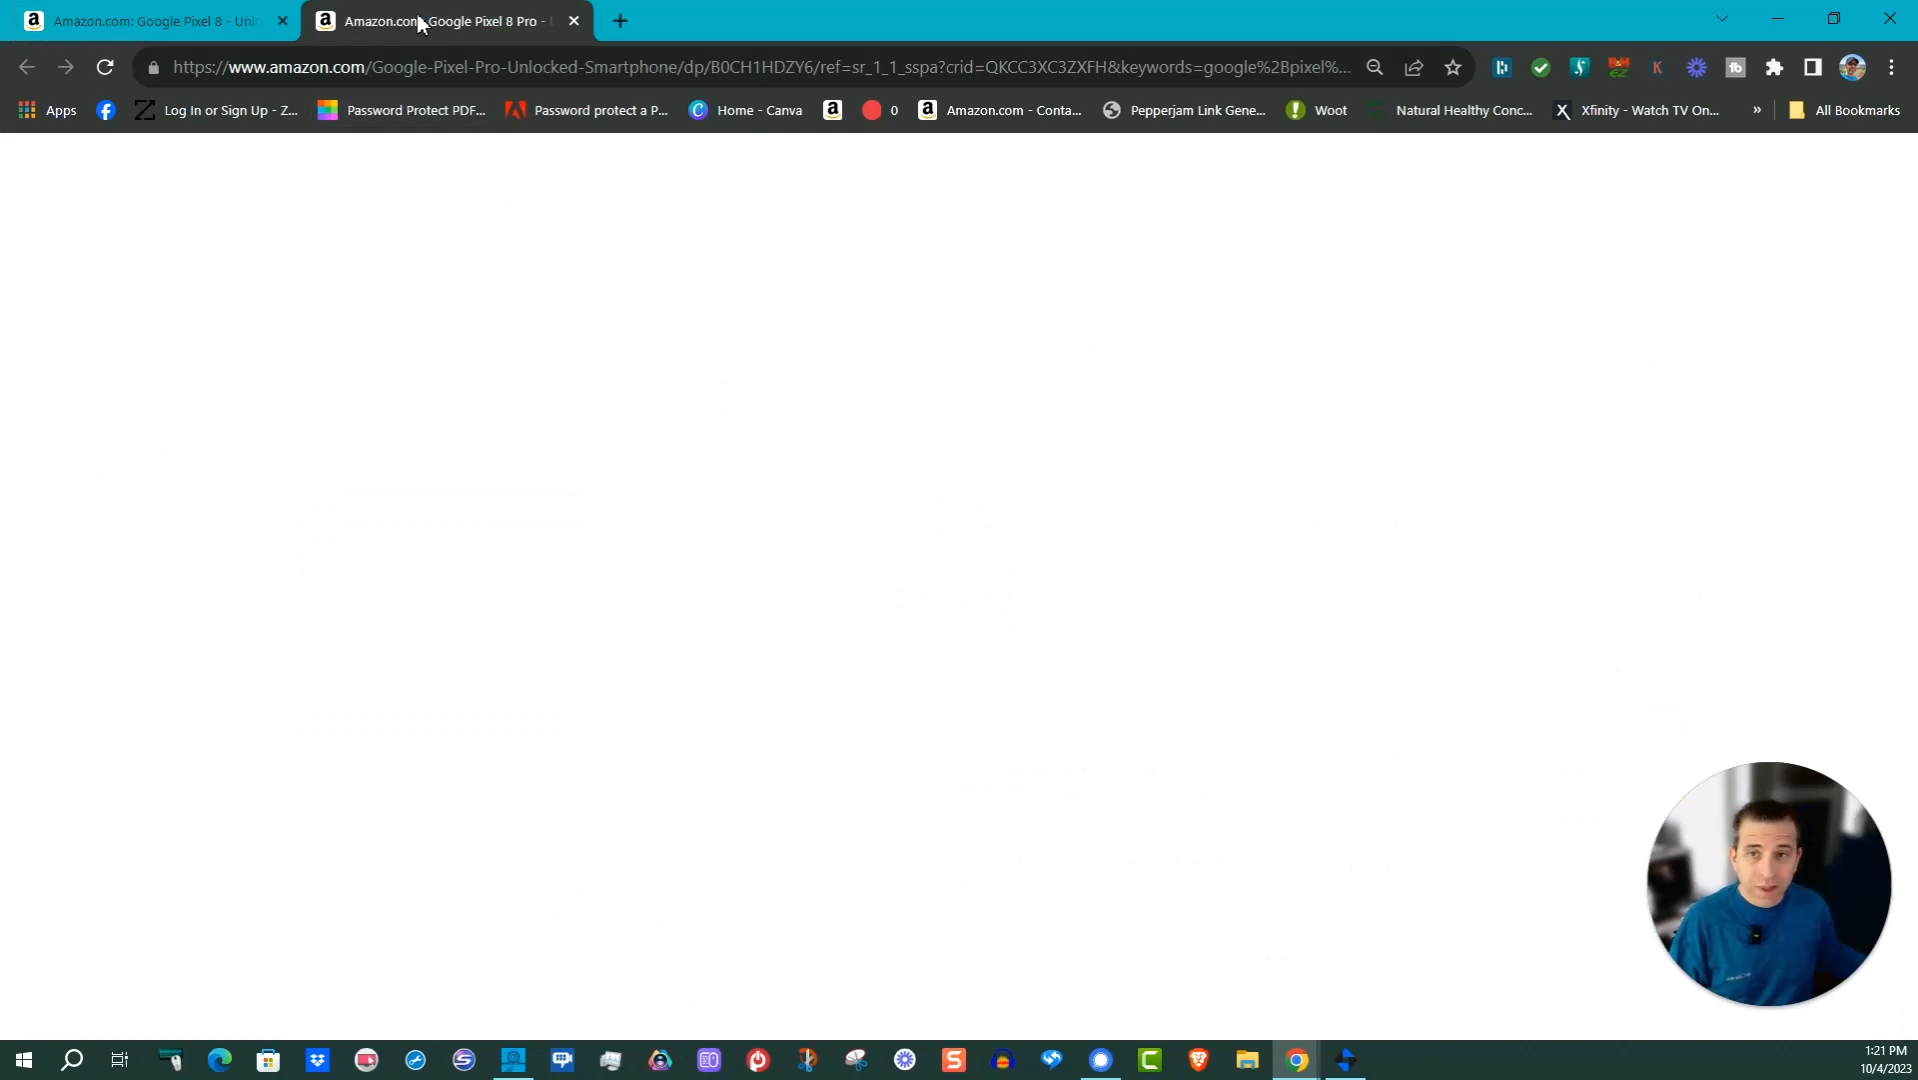 Amazon.com: Google Pixel 8 - Unlo
Amazon.com: Google Pixel 8 Pro -
https://www.amazon.com/Google-Pixel-Pro-Unlocked-Smartphone/dp/B0CH1HDZY6/ref=sr_1_1_sspa?crid=QKCC3XC3ZXFH&keywords=google%2Bpixel%...
Apps
Log In or Sign Up - Z...
Password Protect PDF...
Password protect a P...
Home - Canva
0
Amazon.com - Conta...
Pepperjam Link Gene...
Woot
Natural Healthy Conc...
Xfinity - Watch TV On...
»
All Bookmarks
1:21 PM
10/4/2023